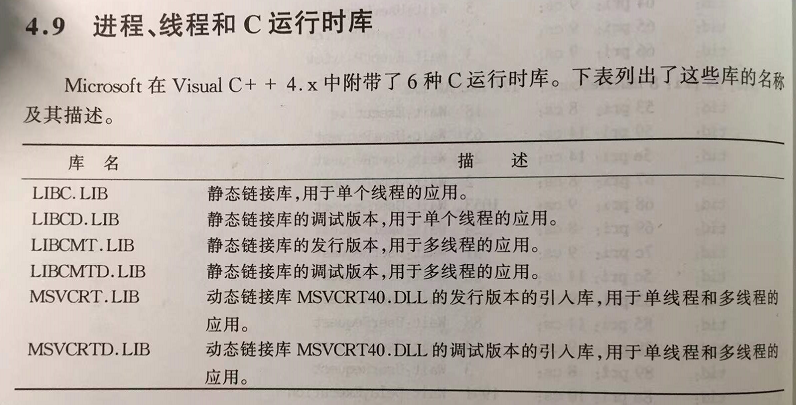 4.9 进程、线程和 C 运行时库
Microsoft 在 Visual C++ 4.x 中附带了 6 种 C 运行时库。下表列出了这些库的名称
及其描述。
库 名 描 述
LIBC.LIB 静态链接库,用于单个线程的应用。
LIBCD.LIB 静态链接库的调试版本,用于单个线程的应用。
LIBCMT.LIB 静态链接库的发行版本,用于多线程的应用。
LIBCMTD.LIB 静态链接库的调试版本,用于多线程的应用。
MSVCRT.LIB 动态链接库 MSVCRT40.DLL 的发行版本的引入库,用于单线程和多线程的
应用。
MSVCRTD.LIB 动态链接库 MSVCRT40.DLL 的调试版本的引入库,用于单线程和多线程的
应用。